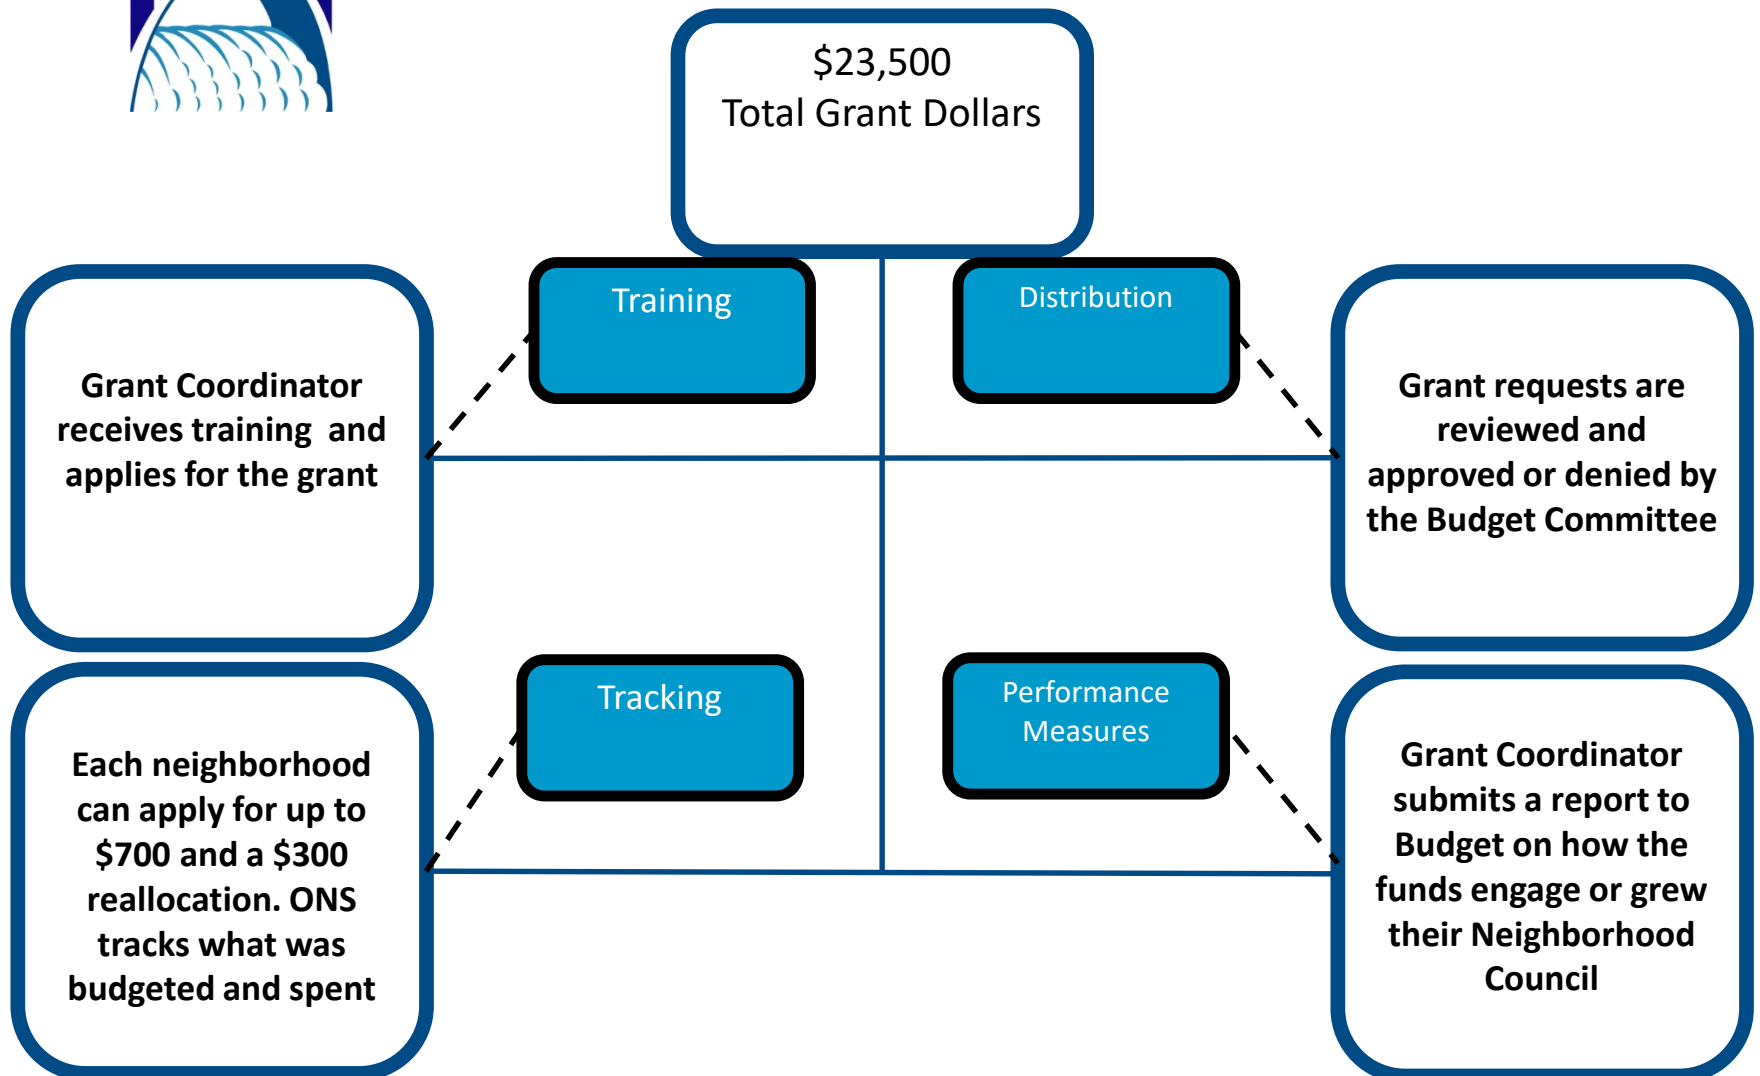 $23,500
Total Grant Dollars
Training
Distribution
Grant Coordinator
receives training  and
applies for the grant
Grant requests are
reviewed and
approved or denied by
the Budget Committee
Tracking
Performance
Measures
Each neighborhood
can apply for up to
$700 and a $300
reallocation. ONS
tracks what was
budgeted and spent
Grant Coordinator
submits a report to
Budget on how the
funds engage or grew
their Neighborhood
Council